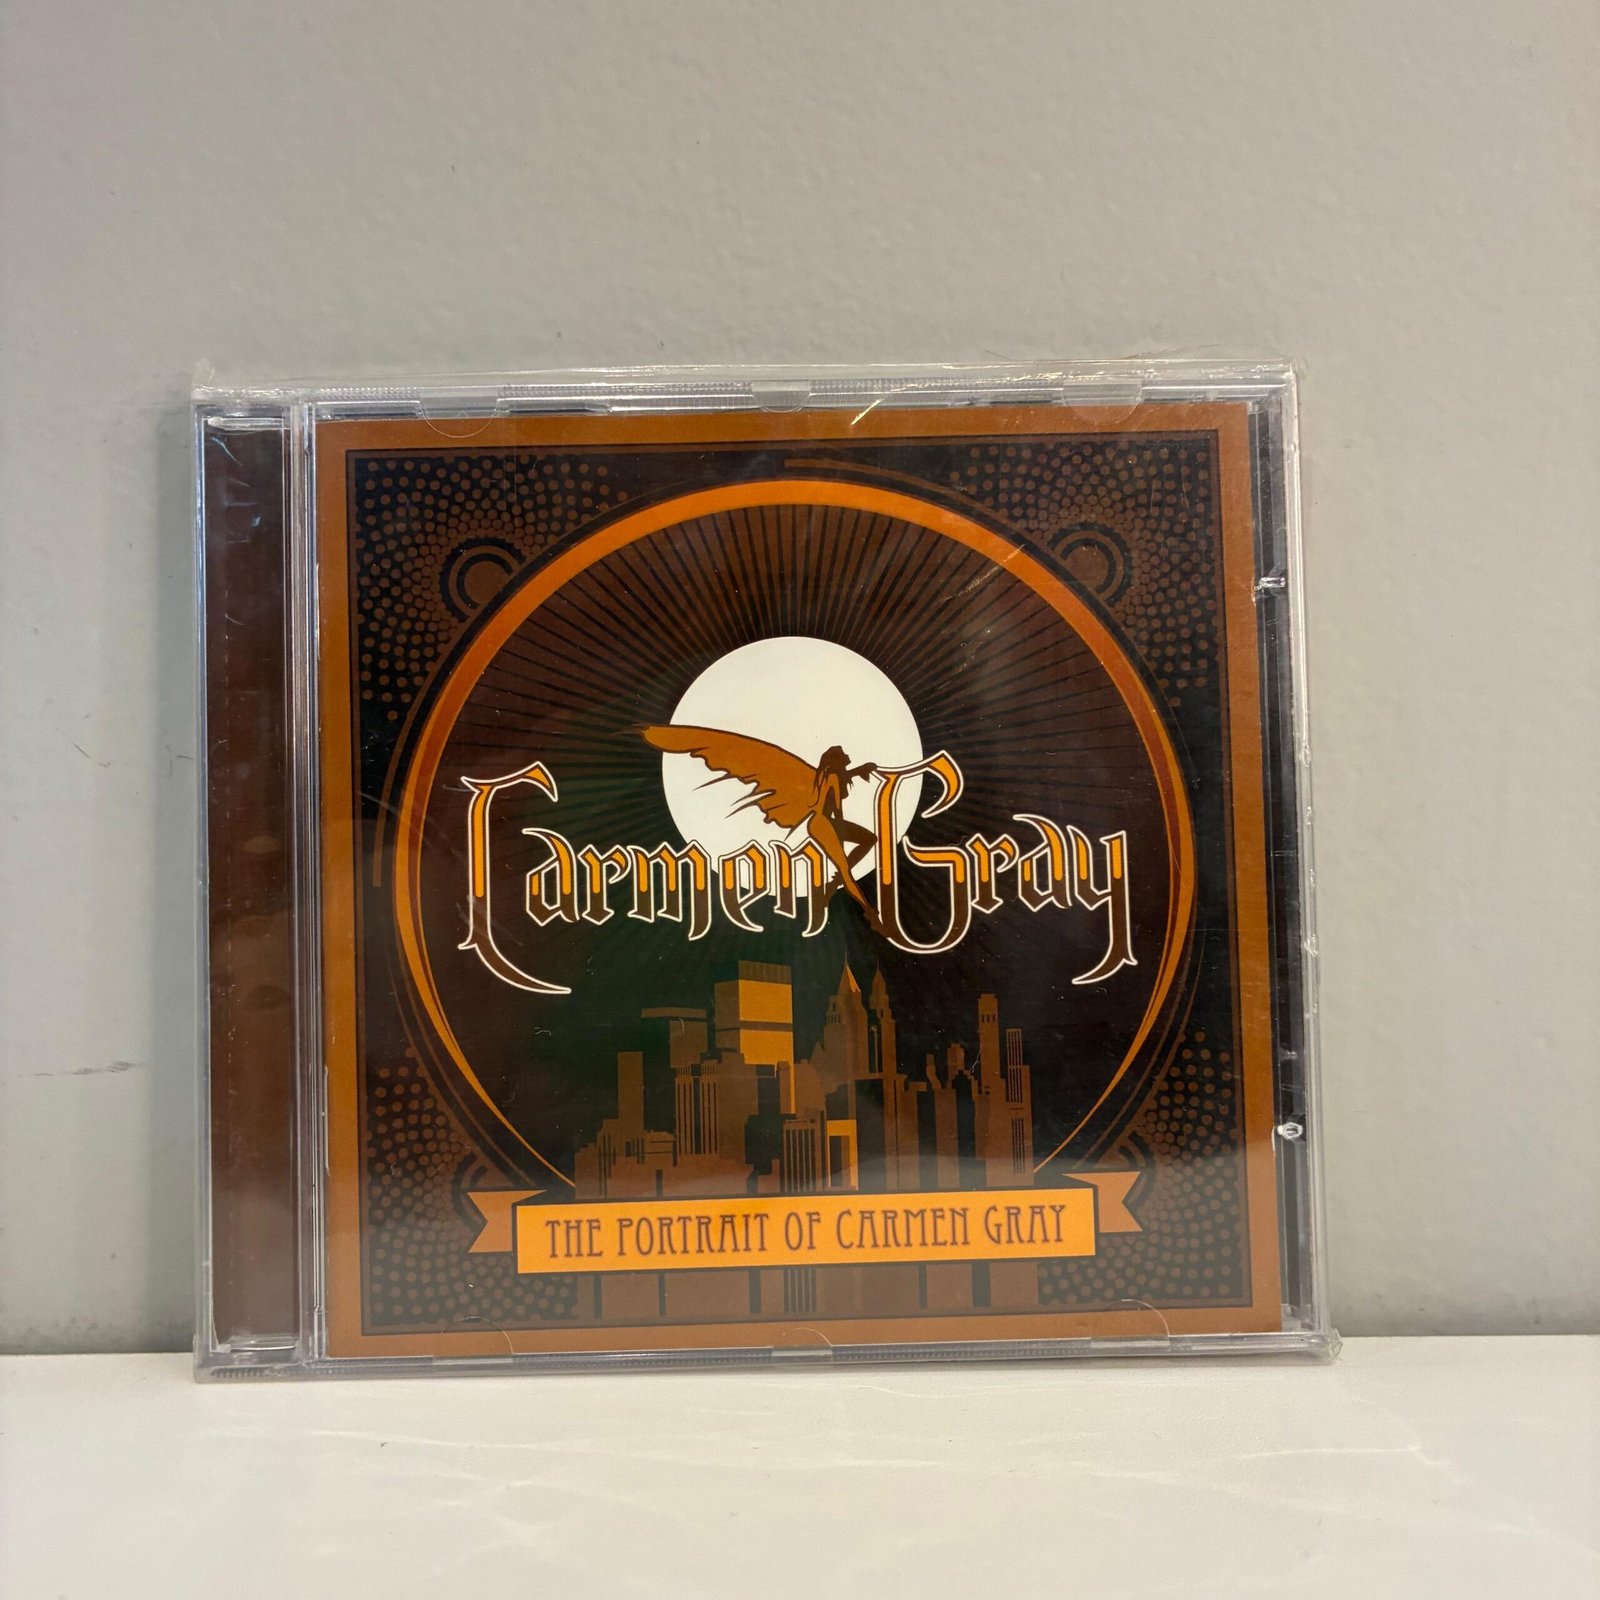 Carmen Gray
THE PORTRAIT OF CARMEN GRAY